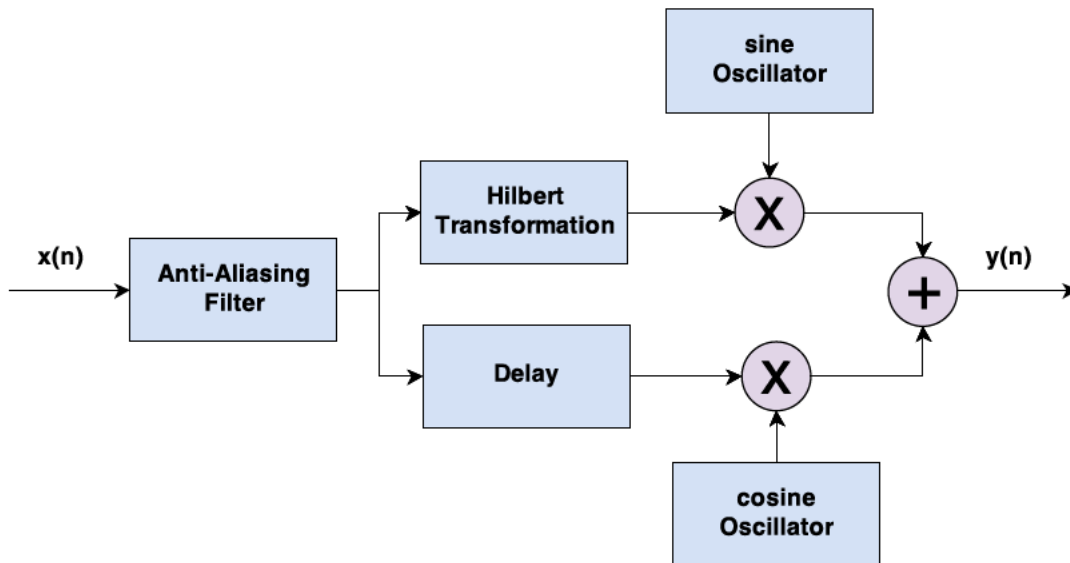 sine
Oscillator
Hilbert
Transformation
X
x(n)
Anti-Aliasing
Filter
+
y(n)
Delay
X
cosine
Oscillator